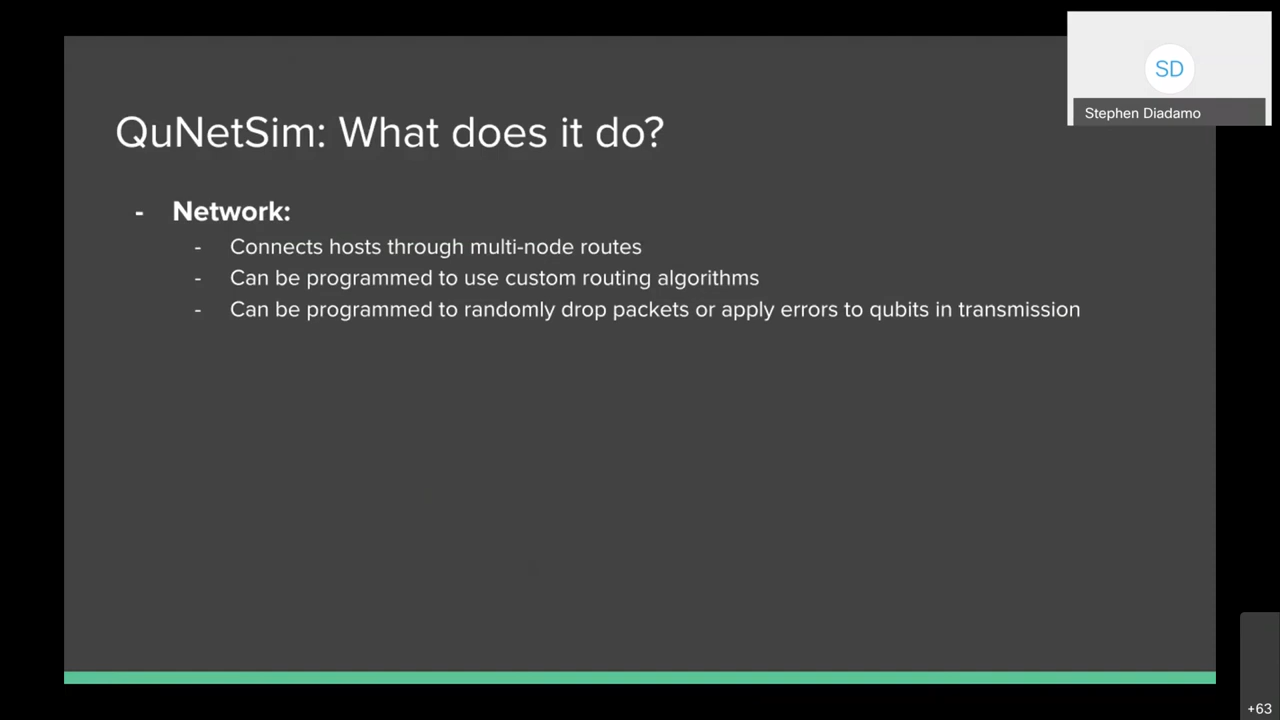 SD
Stephen Diadamo
QuNetSim: What does it do?
- Network:
- Connects hosts through multi-node routes
- Can be programmed to use custom routing algorithms
- Can be programmed to randomly drop packets or apply errors to qubits in transmission
+63